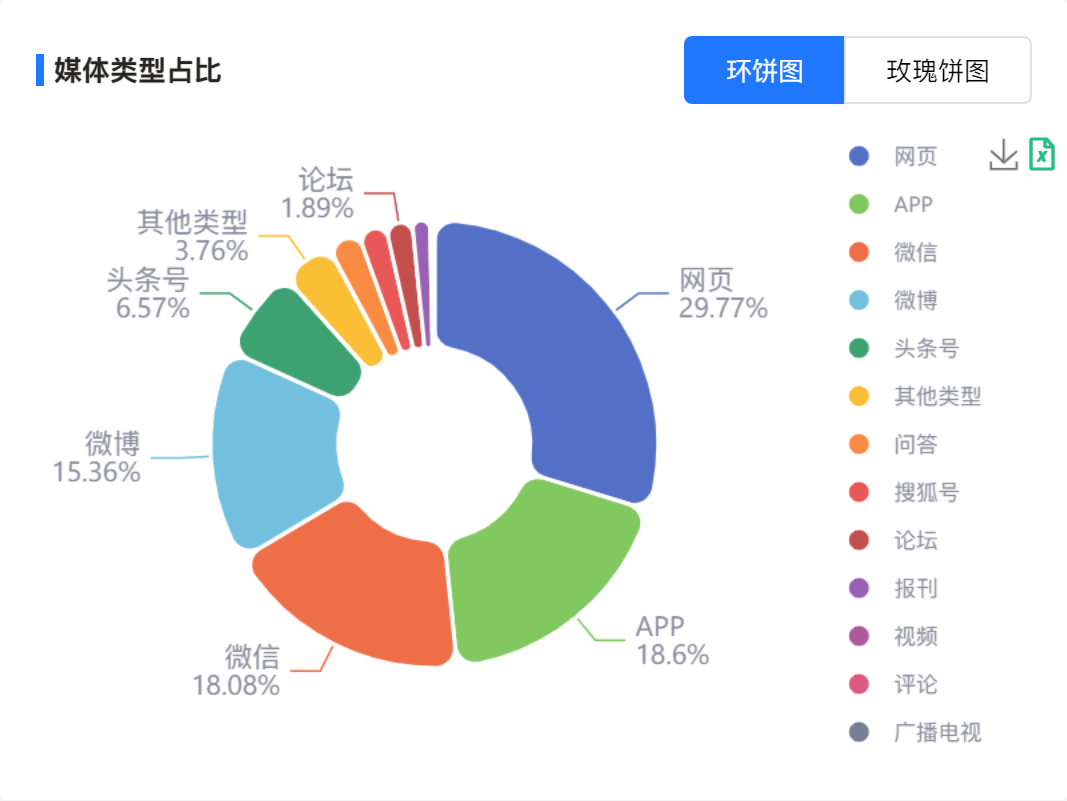 媒体类型占比
环饼图
玫瑰饼图
论坛
1.89%
其他类型
3.76%
头条号
6.57%
网页
29.77%
微博
15.36%
APP
18.6%
微信
18.08%
网页
APP
微信
微博
头条号
其他类型
问答
搜狐号
论坛
报刊
视频
评论
广播电视